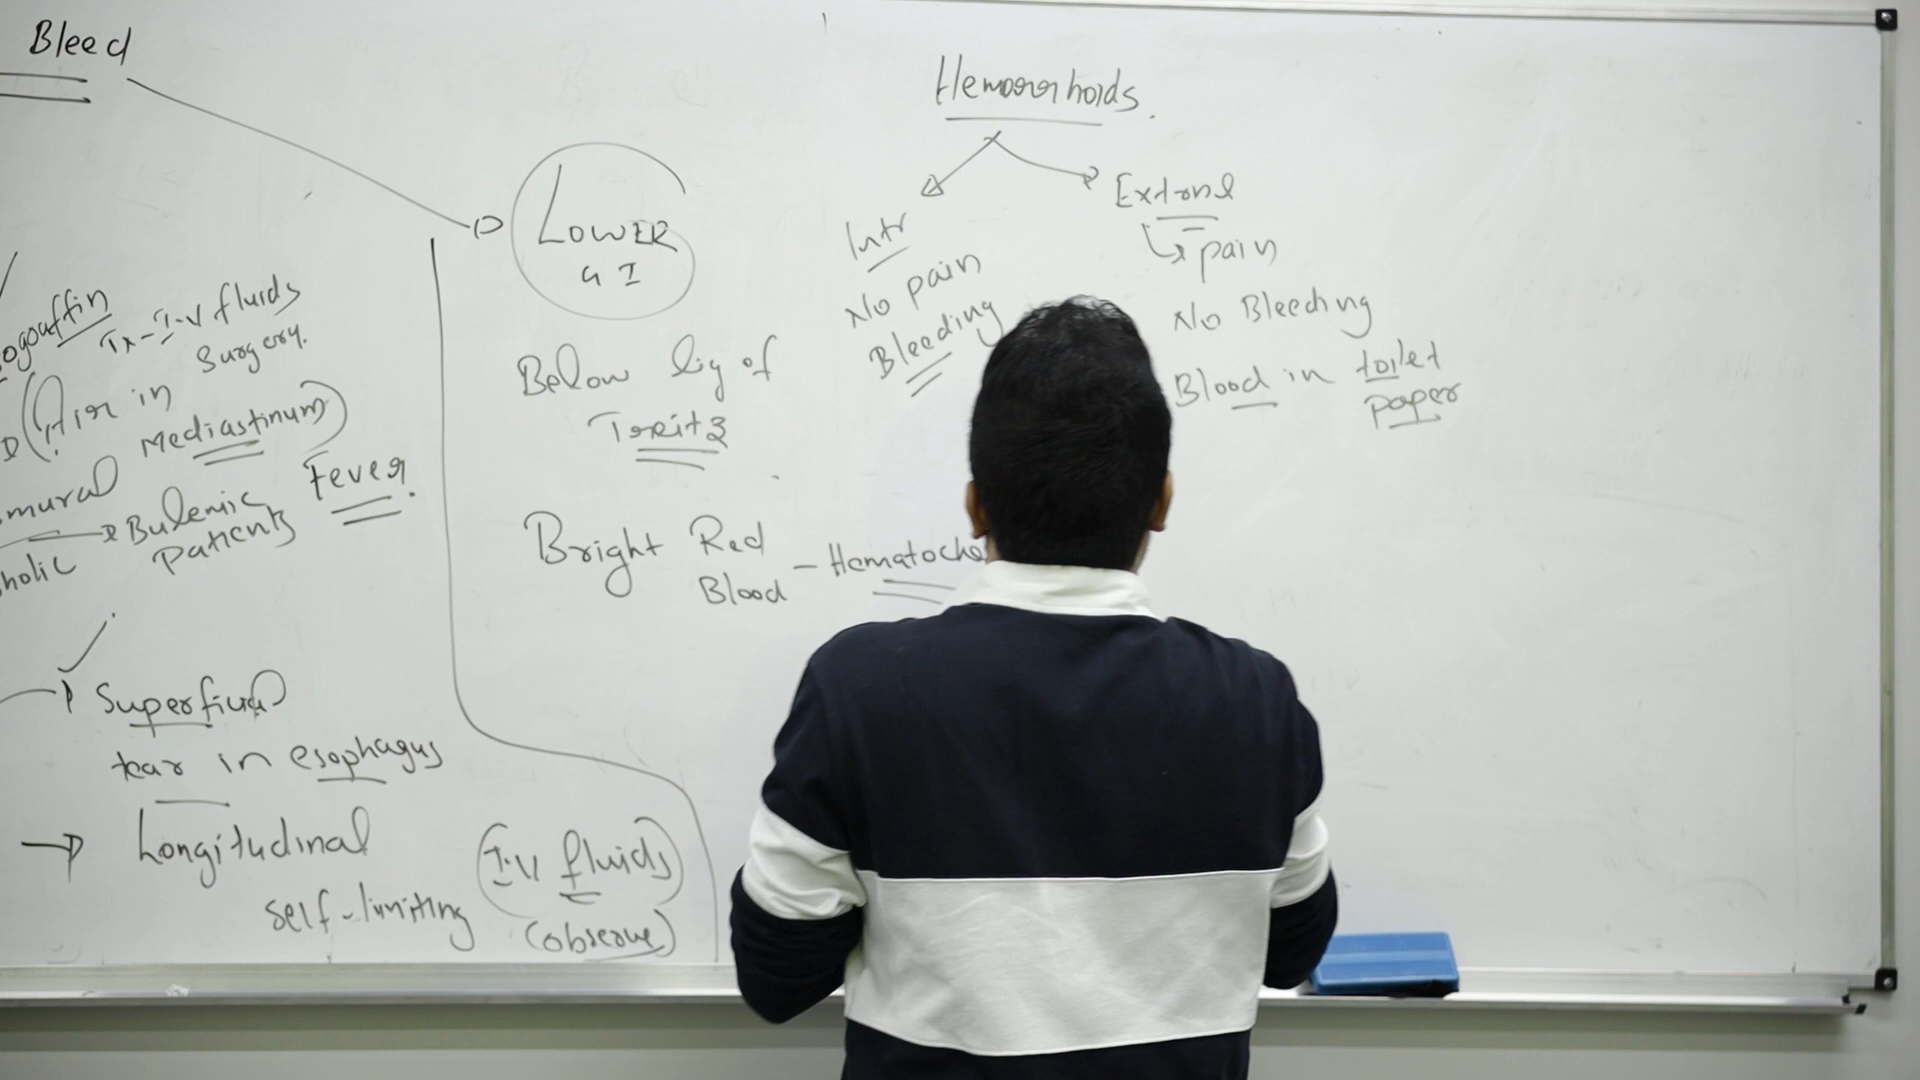 Bleed
Tx-I-V fluids
Surgery.
(Air in
Mediastinum)
Bulemic
Patients
Fever.
Superficial
tear in esophagus
Longitudinal
self-limiting
I.V fluids
(observe)
LOWER
GI
Below lig of
Treitz
Bright Red
Blood - Hematoche
Hemorrhoids.
Intr
No pain
Bleeding
External
pain
No Bleeding
Blood in toilet
paper